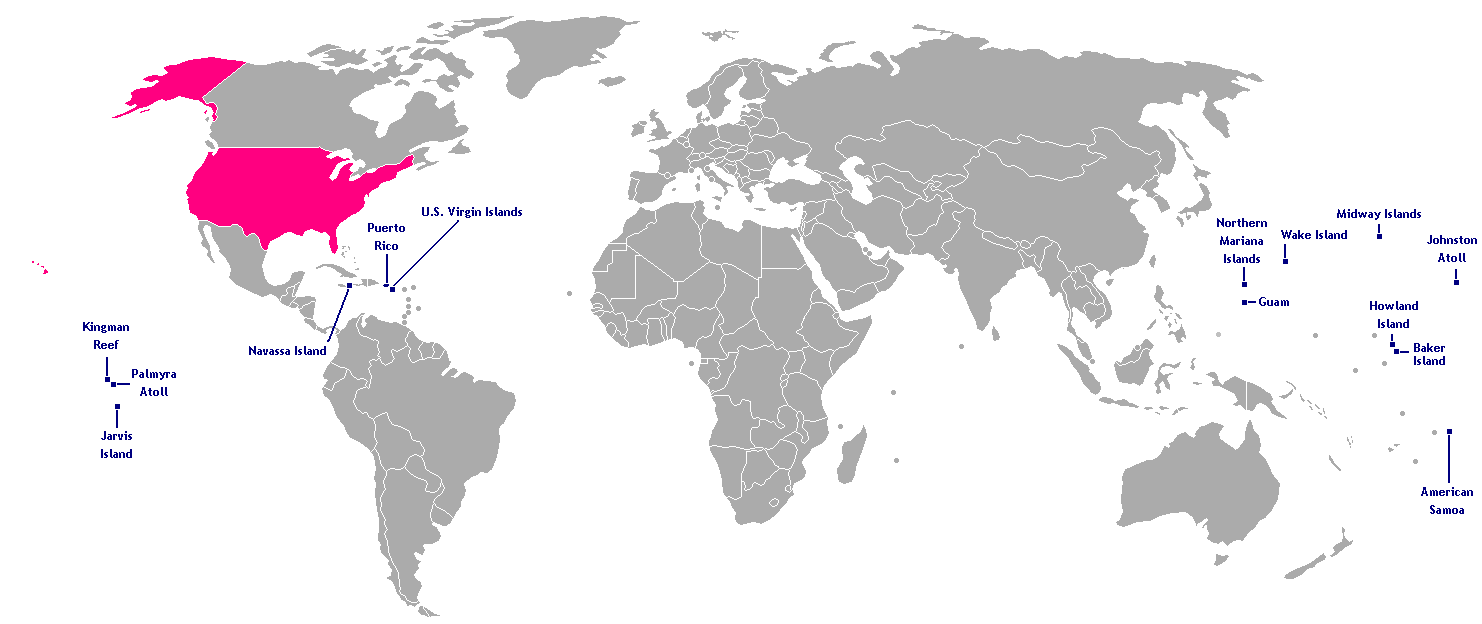 U.S. Virgin Islands
Puerto
Rico
Navassa Island
Kingman
Reef
Palmyra
Atoll
Jarvis
Island
Northern
Mariana
Islands
Wake Island
Midway Islands
Johnston
Atoll
Guam
Howland
Island
Baker
Island
American
Samoa